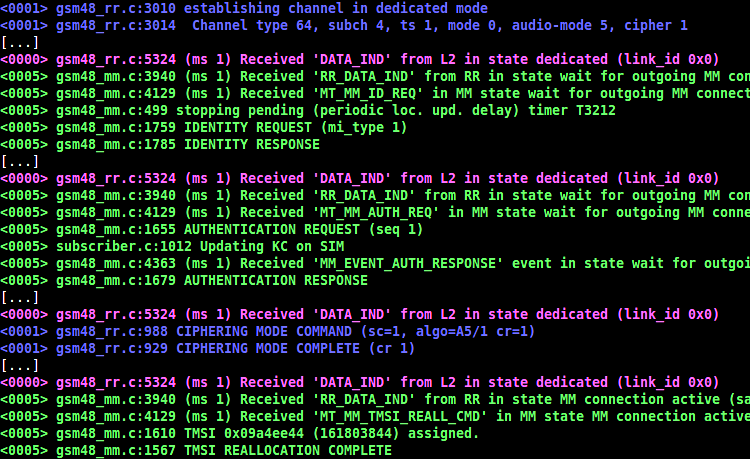 <0001> gsm48_rr.c:3010 establishing channel in dedicated mode
<0001> gsm48_rr.c:3014  Channel type 64, subch 4, ts 1, mode 0, audio-mode 5, cipher 1
[...]
<0000> gsm48_rr.c:5324 (ms 1) Received 'DATA_IND' from L2 in state dedicated (link_id 0x0)
<0005> gsm48_mm.c:3940 (ms 1) Received 'RR_DATA_IND' from RR in state wait for outgoing MM con
<0005> gsm48_mm.c:4129 (ms 1) Received 'MT_MM_ID_REQ' in MM state wait for outgoing MM connect
<0005> gsm48_mm.c:499 stopping pending (periodic loc. upd. delay) timer T3212
<0005> gsm48_mm.c:1759 IDENTITY REQUEST (mi_type 1)
<0005> gsm48_mm.c:1785 IDENTITY RESPONSE
[...]
<0000> gsm48_rr.c:5324 (ms 1) Received 'DATA_IND' from L2 in state dedicated (link_id 0x0)
<0005> gsm48_mm.c:3940 (ms 1) Received 'RR_DATA_IND' from RR in state wait for outgoing MM con
<0005> gsm48_mm.c:4129 (ms 1) Received 'MT_MM_AUTH_REQ' in MM state wait for outgoing MM conne
<0005> gsm48_mm.c:1655 AUTHENTICATION REQUEST (seq 1)
<0005> subscriber.c:1012 Updating KC on SIM
<0005> gsm48_mm.c:4363 (ms 1) Received 'MM_EVENT_AUTH_RESPONSE' event in state wait for outgoi
<0005> gsm48_mm.c:1679 AUTHENTICATION RESPONSE
[...]
<0000> gsm48_rr.c:5324 (ms 1) Received 'DATA_IND' from L2 in state dedicated (link_id 0x0)
<0001> gsm48_rr.c:988 CIPHERING MODE COMMAND (sc=1, algo=A5/1 cr=1)
<0001> gsm48_rr.c:929 CIPHERING MODE COMPLETE (cr 1)
[...]
<0000> gsm48_rr.c:5324 (ms 1) Received 'DATA_IND' from L2 in state dedicated (link_id 0x0)
<0005> gsm48_mm.c:3940 (ms 1) Received 'RR_DATA_IND' from RR in state MM connection active (sa
<0005> gsm48_mm.c:4129 (ms 1) Received 'MT_MM_TMSI_REALL_CMD' in MM state MM connection active
<0005> gsm48_mm.c:1610 TMSI 0x09a4ee44 (161803844) assigned.
<0005> gsm48_mm.c:1567 TMSI REALLOCATION COMPLETE